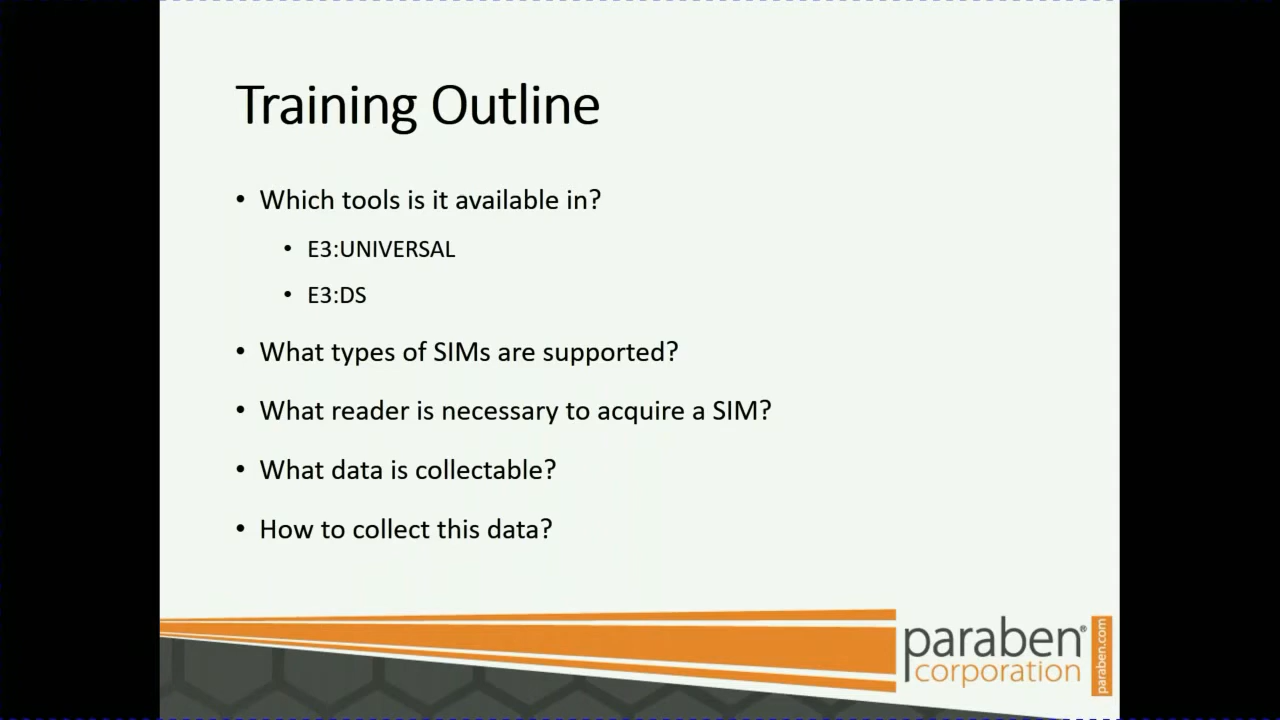 Training Outline
• Which tools is it available in?
• E3:UNIVERSAL
• E3:DS
• What types of SIMs are supported?
• What reader is necessary to acquire a SIM?
• What data is collectable?
• How to collect this data?
paraben®
corporation
paraben.com